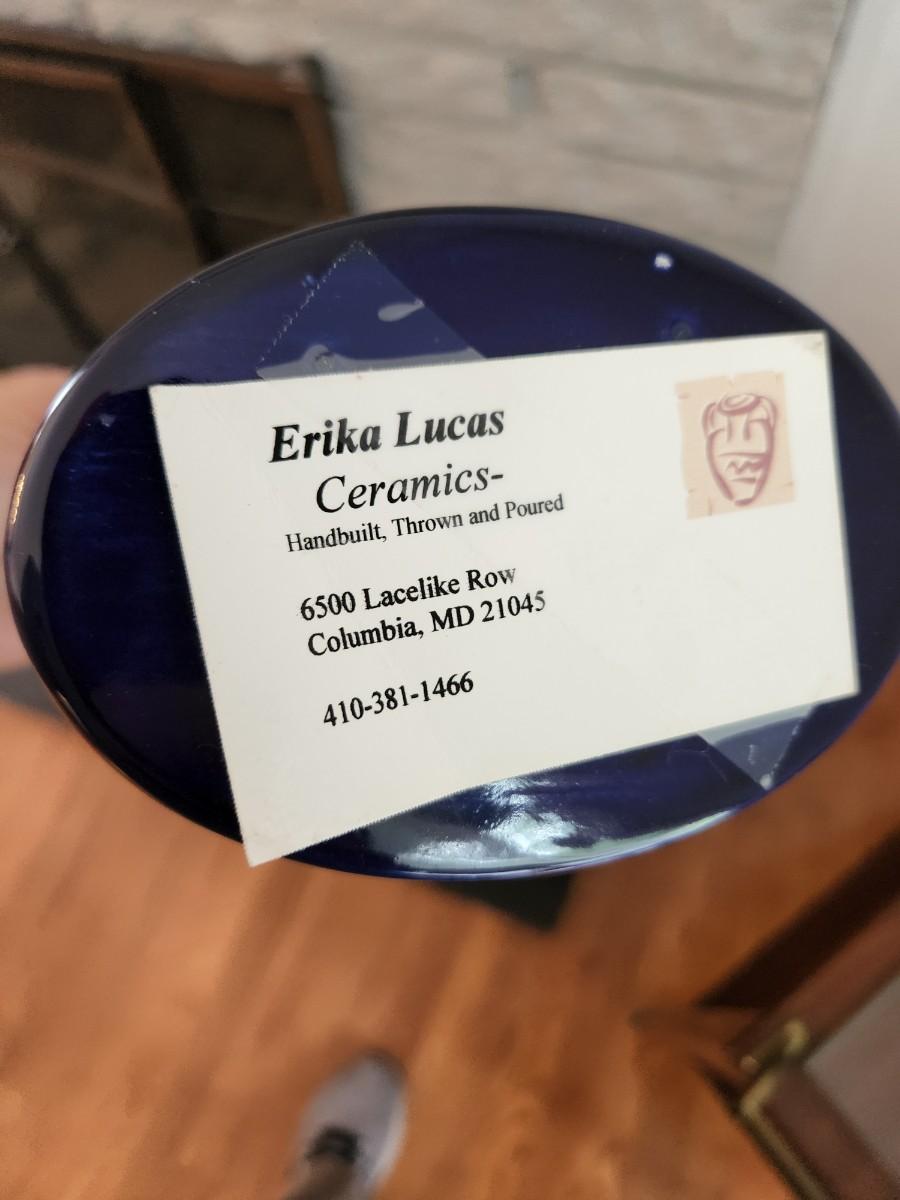 Erika Lucas
Ceramics-
Handbuilt, Thrown and Poured
6500 Lacelike Row
Columbia, MD 21045
410-381-1466